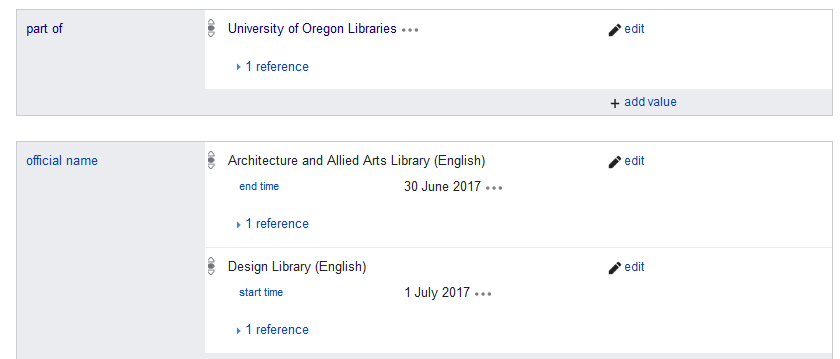 part of
University of Oregon Libraries
edit
1 reference
+ add value
official name
Architecture and Allied Arts Library (English)
edit
end time 30 June 2017
1 reference
Design Library (English)
edit
start time 1 July 2017
1 reference